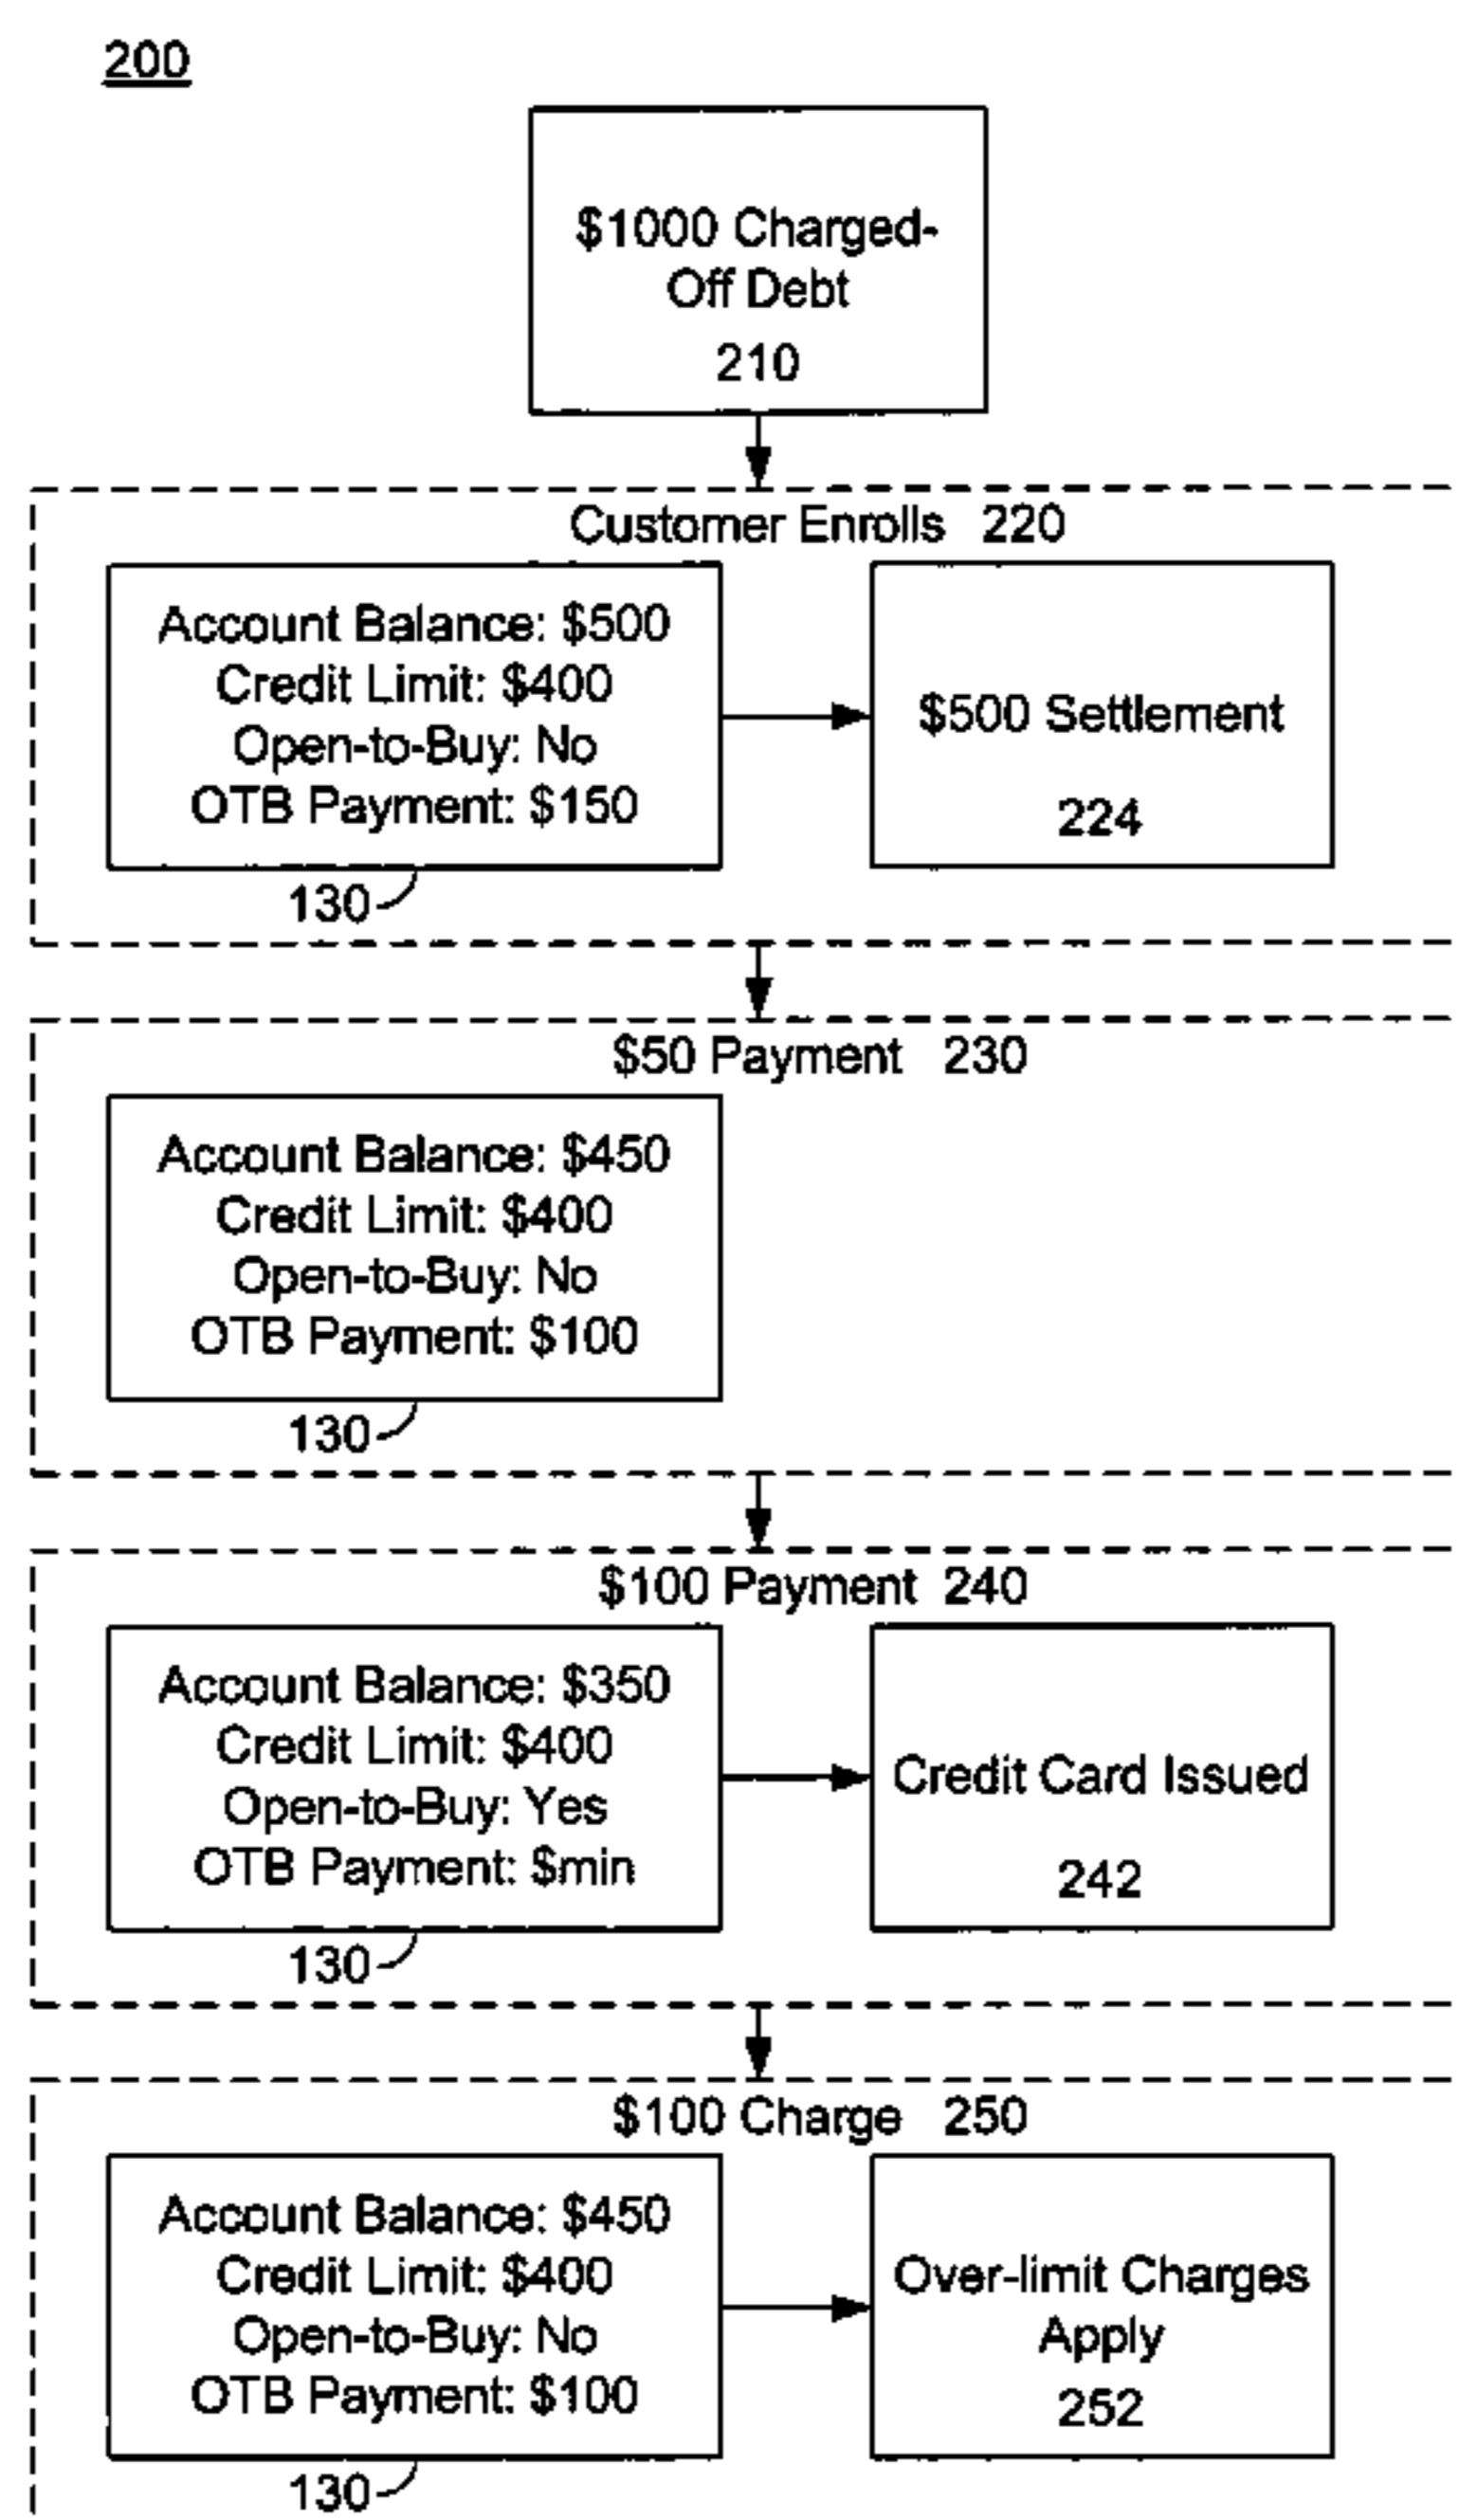 200
$1000 Charged-
Off Debt
210
Customer Enrolls 220
Account Balance: $500
Credit Limit: $400
Open-to-Buy: No
OTB Payment: $150
130
$500 Settlement
224
$50 Payment 230
Account Balance: $450
Credit Limit: $400
Open-to-Buy: No
OTB Payment: $100
130
$100 Payment 240
Account Balance: $350
Credit Limit: $400
Open-to-Buy: Yes
OTB Payment: $min
130
Credit Card Issued
242
$100 Charge 250
Account Balance: $450
Credit Limit: $400
Open-to-Buy: No
OTB Payment: $100
130
Over-limit Charges
Apply
252